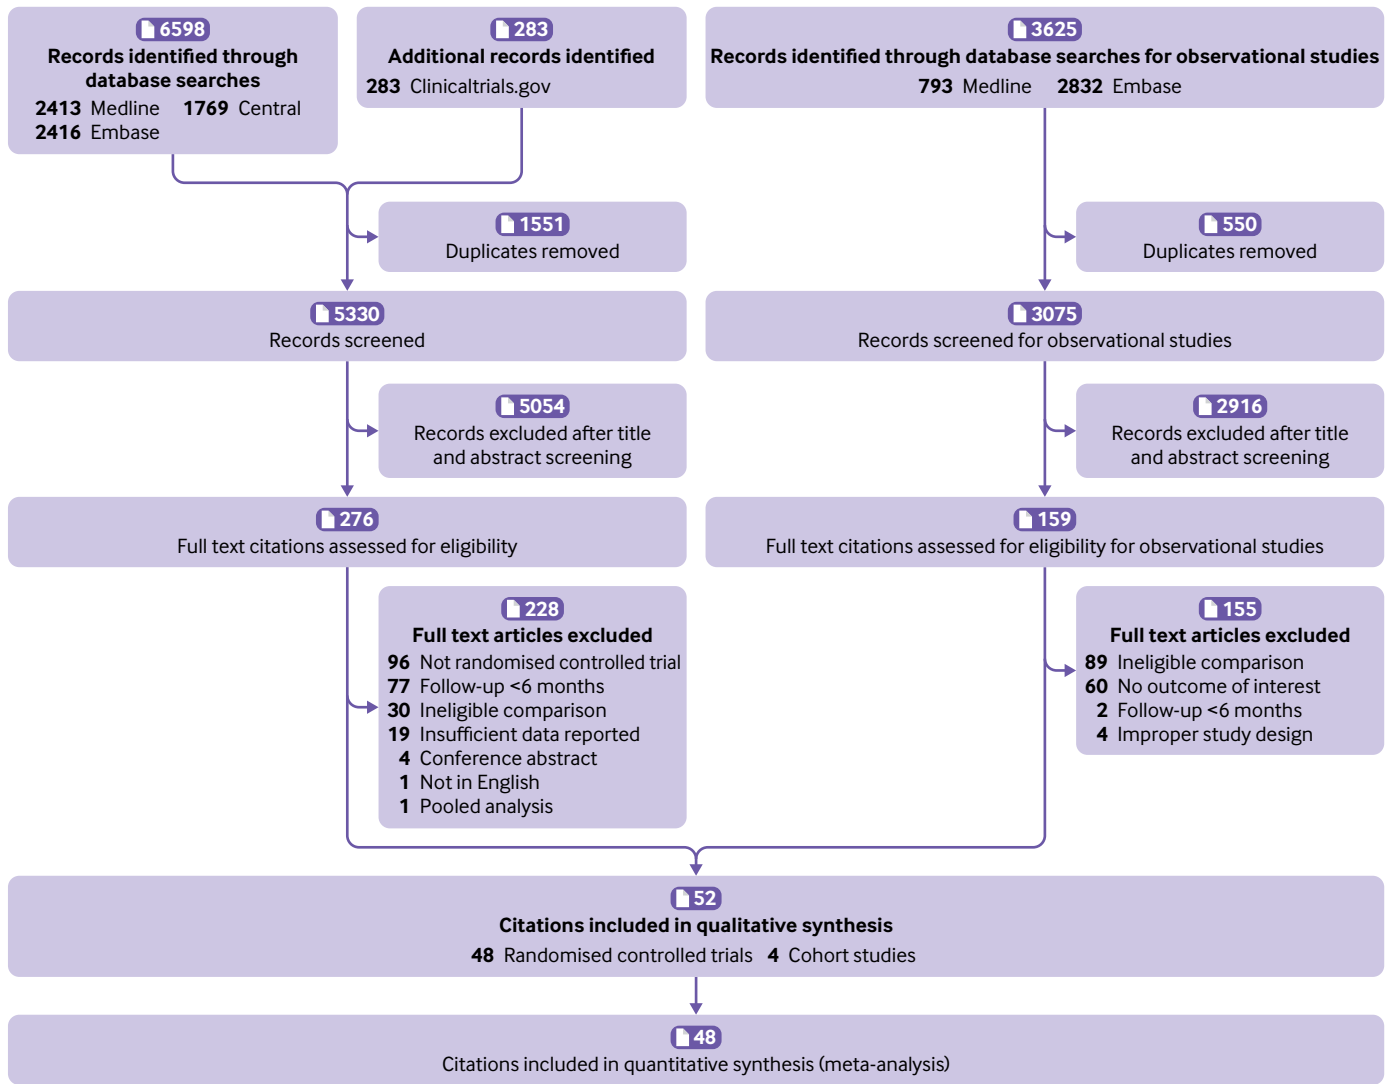 6598
Records identified through
database searches
2413 Medline 1769 Central
2416 Embase
283
Additional records identified
283 Clinicaltrials.gov
3625
Records identified through database searches for observational studies
793 Medline 2832 Embase
1551
Duplicates removed
550
Duplicates removed
5330
Records screened
3075
Records screened for observational studies
5054
Records excluded after title
and abstract screening
2916
Records excluded after title
and abstract screening
276
Full text citations assessed for eligibility
159
Full text citations assessed for eligibility for observational studies
228
Full text articles excluded
96 Not randomised controlled trial
77 Follow-up <6 months
30 Ineligible comparison
19 Insufficient data reported
4 Conference abstract
1 Not in English
1 Pooled analysis
155
Full text articles excluded
89 Ineligible comparison
60 No outcome of interest
2 Follow-up <6 months
4 Improper study design
52
Citations included in qualitative synthesis
48 Randomised controlled trials 4 Cohort studies
48
Citations included in quantitative synthesis (meta-analysis)